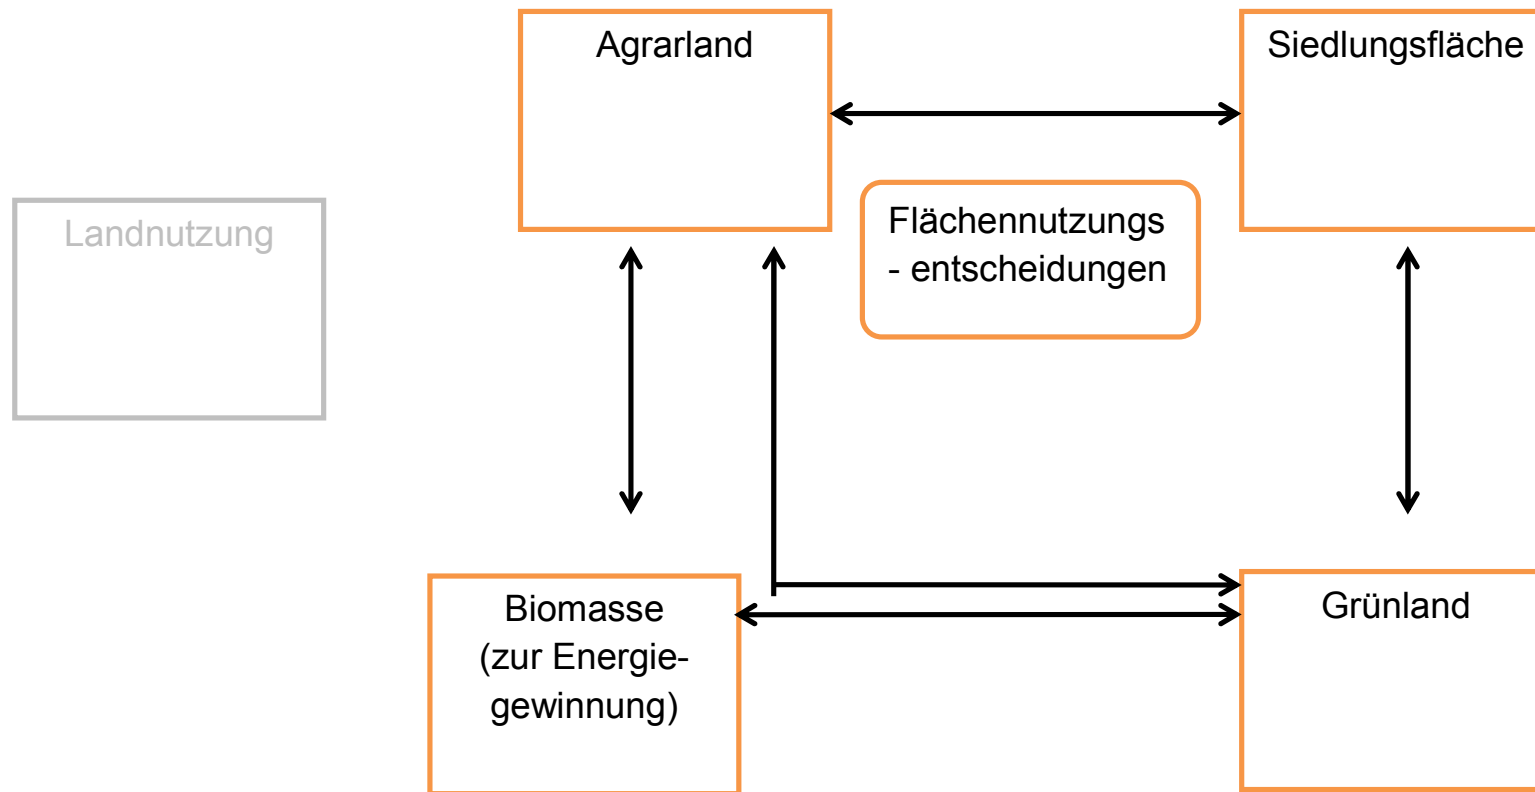 Agrarland
Siedlungsfläche
Landnutzung
Flächennutzungs
- entscheidungen
Biomasse
(zur Energie-
gewinnung)
Grünland